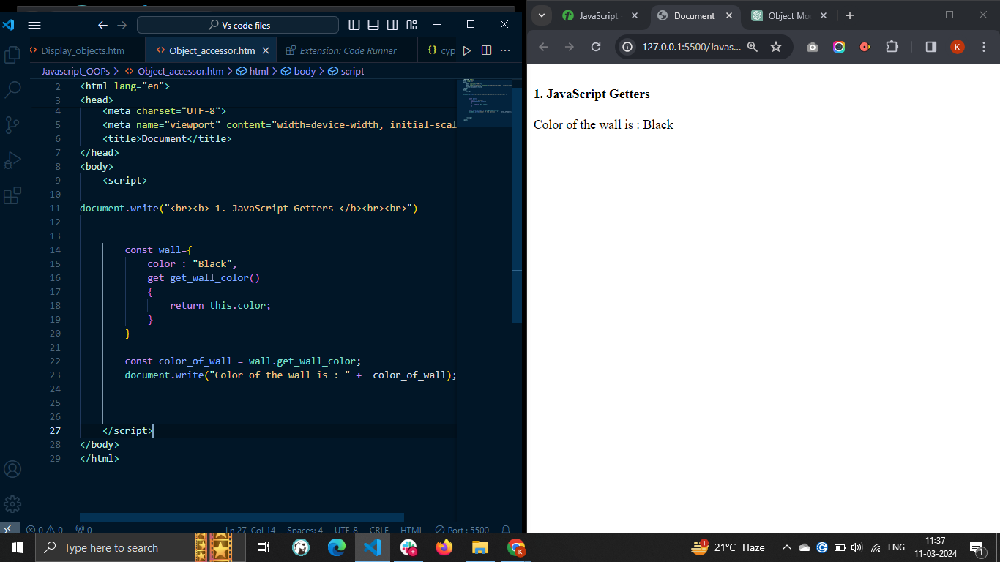 Vs code files
Display_objects.htm
Object_accessor.htm
Extension: Code Runner
{} cyp
Javascript_OOPs > Object_accessor.htm > html > body > script
2 <html lang="en">
3 <head>
4 <meta charset="UTF-8">
5 <meta name="viewport" content="width=device-width, initial-scal
6 <title>Document</title>
7 </head>
8 <body>
9 <script>
10
11 document.write("<br><b> 1. JavaScript Getters </b><br><br>")
12
13
14 const wall={
15 color : "Black",
16 get get_wall_color()
17 {
18 return this.color;
19 }
20 }
21
22 const color_of_wall = wall.get_wall_color;
23 document.write("Color of the wall is : " +  color_of_wall);
24
25
26
27 </script>
28 </body>
29 </html>
0 0 0
Ln 27, Col 14
Spaces: 4
UTF-8
CRLF
HTML
Port : 5500
JavaScript
Document
Object Mo
127.0.0.1:5500/Javas...
K
1. JavaScript Getters
Color of the wall is : Black
Type here to search
K
1
21°C Haze
ENG
11:37
11-03-2024
1